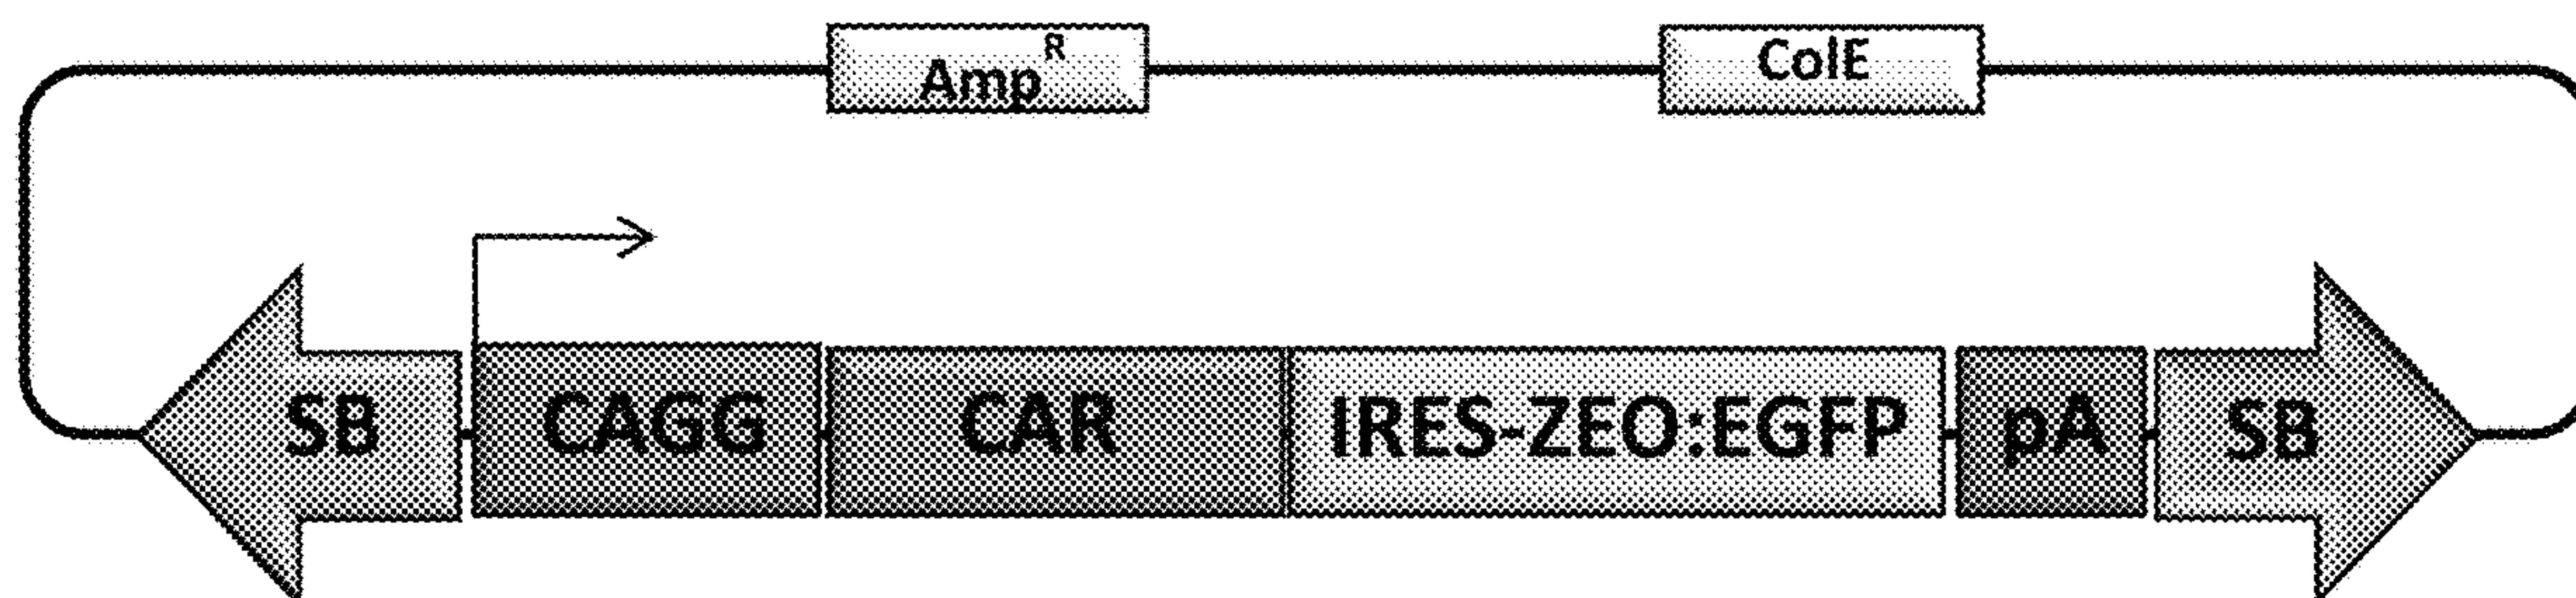 Amp^R
ColE
SB
CAGG
CAR
IRES-ZEO:EGFP
pA
SB